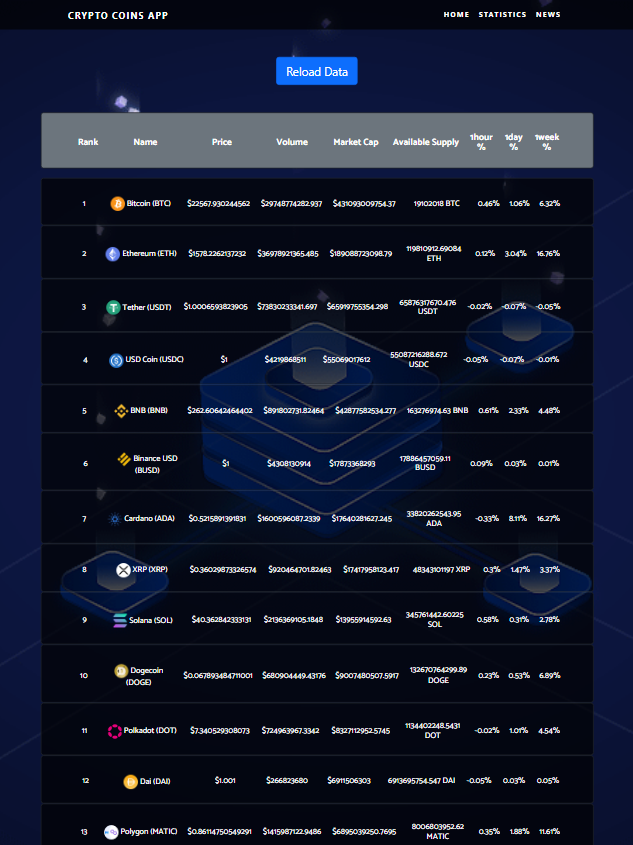 CRYPTO COINS APP HOME STATISTICS NEWS
Reload Data
Rank Name Price Volume Market Cap Available Supply 1hour % 1day % 1week %
1 Bitcoin (BTC) $22567.930244562 $29748774282.937 $431093009754.37 19102018 BTC 0.46% 1.06% 6.32%
2 Ethereum (ETH) $1578.2262137232 $36978921365.485 $189088723098.79 119810912.69084 ETH 0.12% 3.04% 16.76%
3 Tether (USDT) $1.0006593823905 $73830233341.697 $65919755354.298 65876317670.476 USDT -0.02% -0.07% -0.05%
4 USD Coin (USDC) $1 $4219868511 $55069017612 55087216288.672 USDC -0.05% -0.07% -0.01%
5 BNB (BNB) $262.60642464402 $891802731.82464 $42877582534.277 163276974.63 BNB 0.61% 2.33% 4.48%
6 Binance USD (BUSD) $1 $4308130914 $17873368293 17886457059.11 BUSD 0.09% 0.03% 0.01%
7 Cardano (ADA) $0.5215891391831 $1600596087.2339 $17640281627.245 33820262543.95 ADA -0.33% 8.11% 16.27%
8 XRP (XRP) $0.36029873326574 $920464701.82463 $17417958123.417 48343101197 XRP 0.3% 1.47% 3.37%
9 Solana (SOL) $40.362842333131 $2136369105.1848 $13955914592.63 345761442.60225 SOL 0.58% 0.31% 2.78%
10 Dogecoin (DOGE) $0.067893484711001 $680904449.43176 $9007480507.5917 132670764299.89 DOGE 0.23% 0.53% 6.89%
11 Polkadot (DOT) $7.340529308073 $724963967.3342 $8327112952.5745 1134402248.5431 DOT -0.02% 1.01% 4.54%
12 Dai (DAI) $1.001 $266823680 $6911506303 6913695754.547 DAI -0.05% 0.03% 0.05%
13 Polygon (MATIC) $0.86114750549291 $1415987122.9486 $6895039250.7695 8006803952.62 MATIC 0.35% 1.88% 11.61%